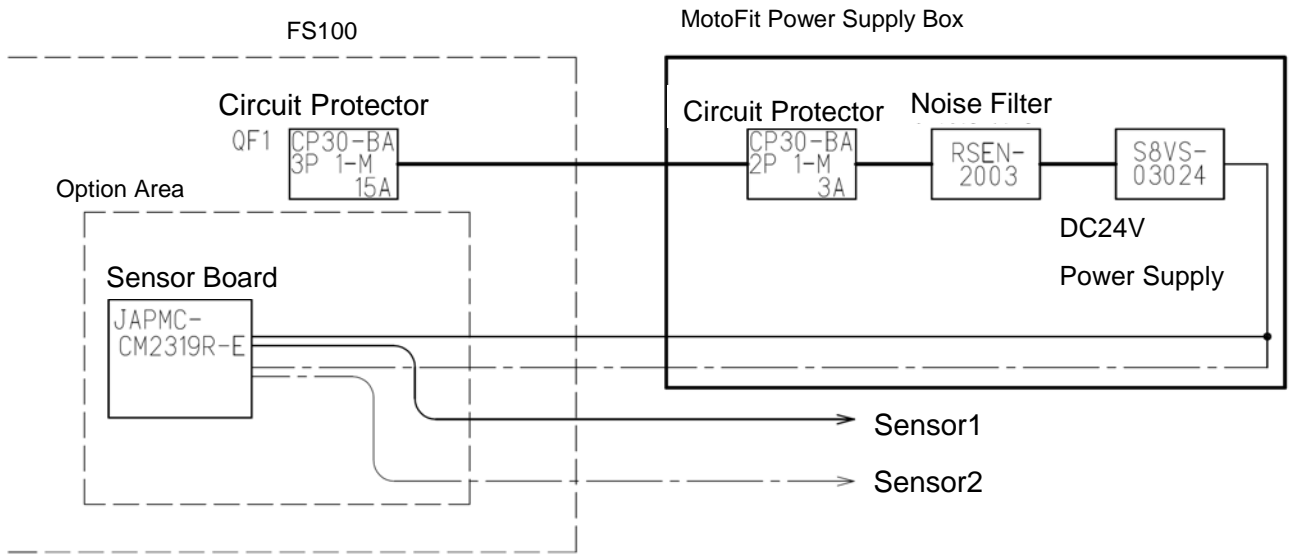 FS100
MotoFit Power Supply Box
Circuit Protector
QF1
CP30-BA
3P 1-M
15A
Circuit Protector
CP30-BA
2P 1-M
3A
Noise Filter
RSEN-
2003
S8VS-
03024
DC24V
Power Supply
Option Area
Sensor Board
JAPMC-
CM2319R-E
Sensor1
Sensor2